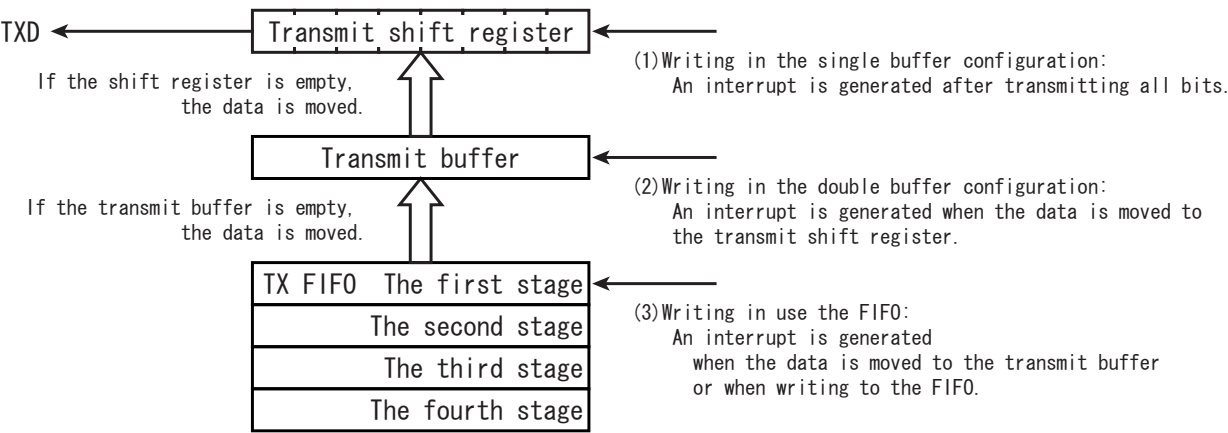 TXD
Transmit shift register
(1)Writing in the single buffer configuration:
An interrupt is generated after transmitting all bits.
If the shift register is empty,
the data is moved.
Transmit buffer
(2)Writing in the double buffer configuration:
An interrupt is generated when the data is moved to
the transmit shift register.
If the transmit buffer is empty,
the data is moved.
TX FIFO The first stage
The second stage
The third stage
The fourth stage
(3)Writing in use the FIFO:
An interrupt is generated
when the data is moved to the transmit buffer
or when writing to the FIFO.